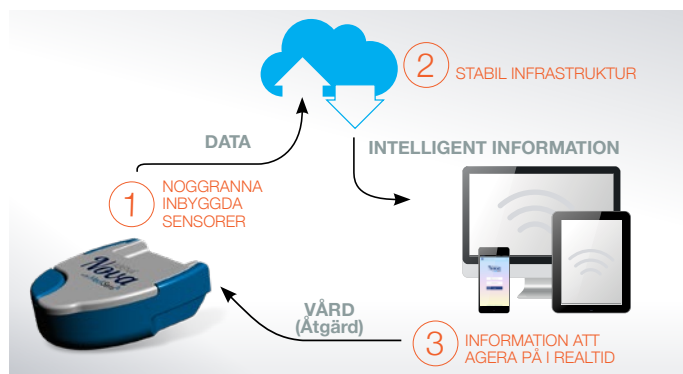 2
STABIL INFRASTRUKTUR
DATA
INTELLIGENT INFORMATION
1
NOGGRANNA
INBYGGDA
SENSORER
Nova
Nova
VÅRD
(Åtgärd)
3
INFORMATION ATT
AGERA PÅ I REALTID